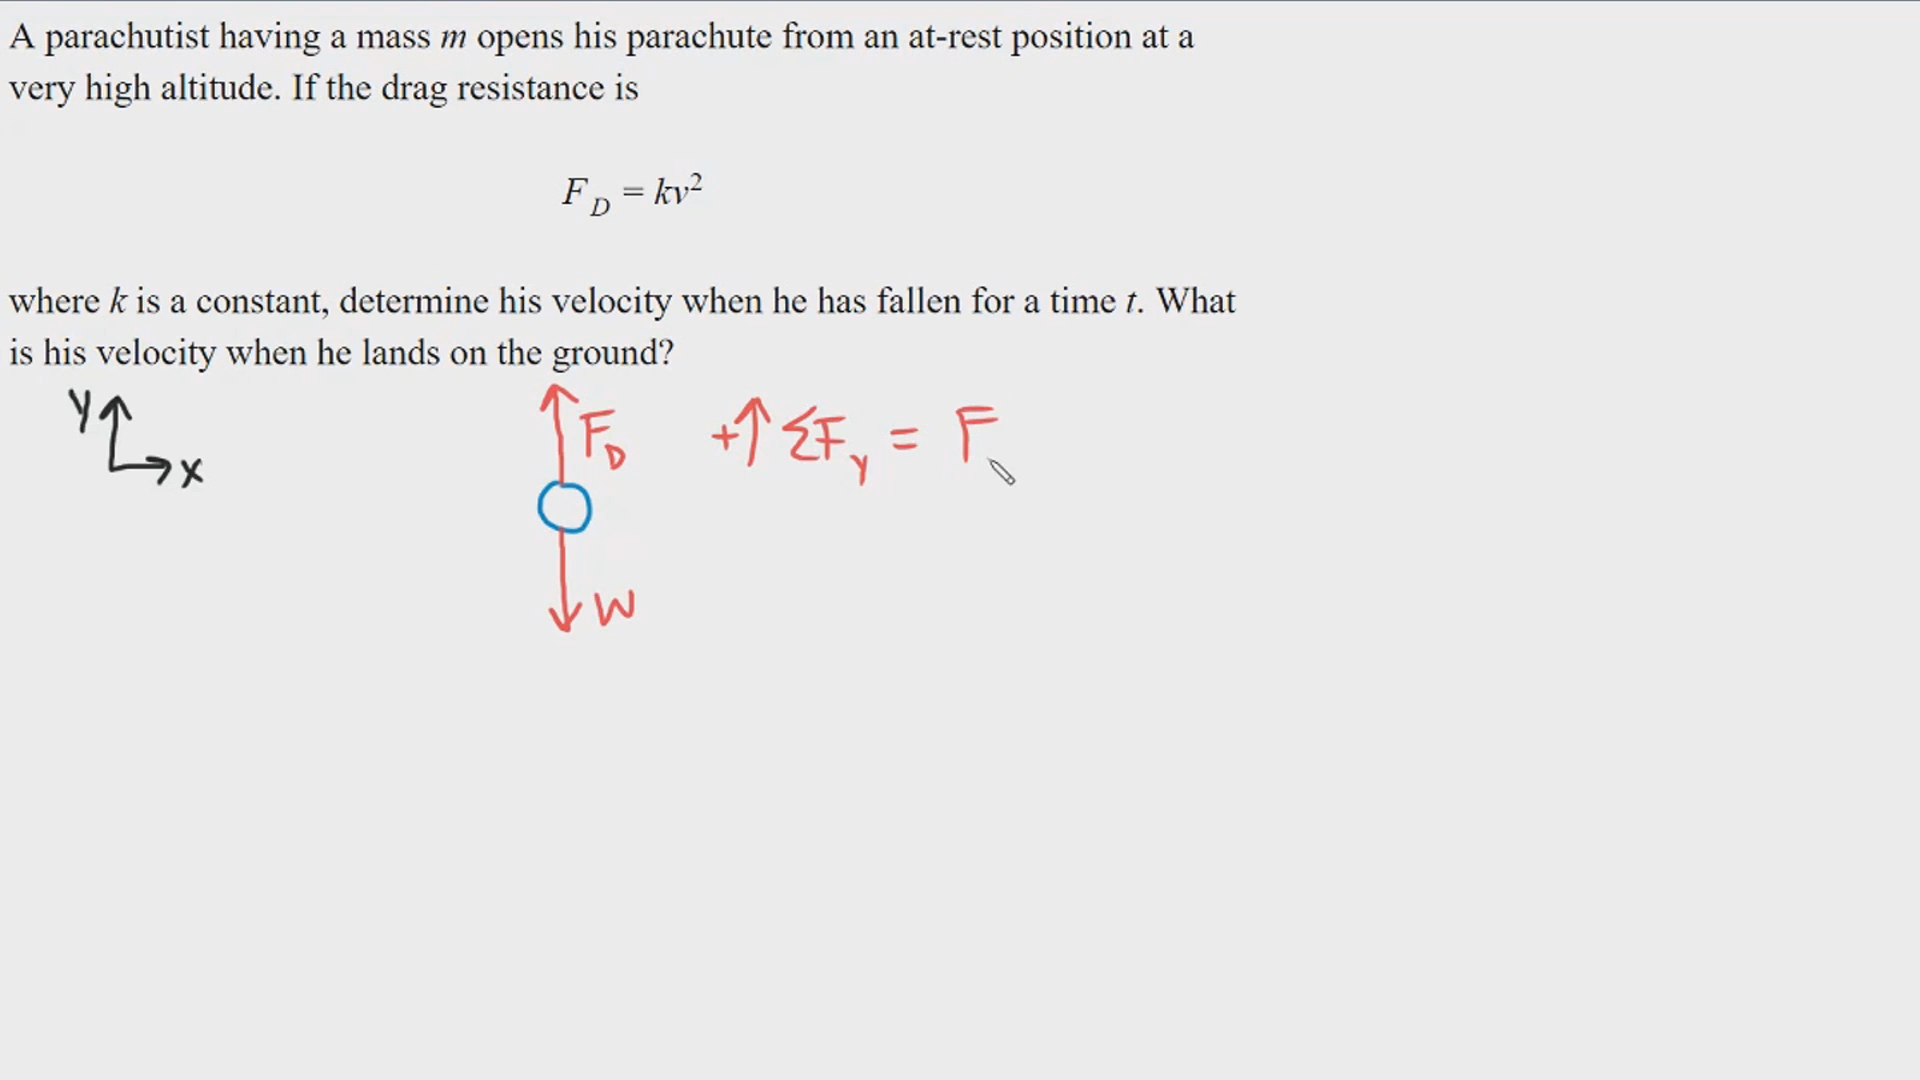 A parachutist having a mass m opens his parachute from an at-rest position at a
very high altitude. If the drag resistance is
F_D = kv²
where k is a constant, determine his velocity when he has fallen for a time t. What
is his velocity when he lands on the ground?
Y
X
F_D
W
+↑ ΣF_Y = F